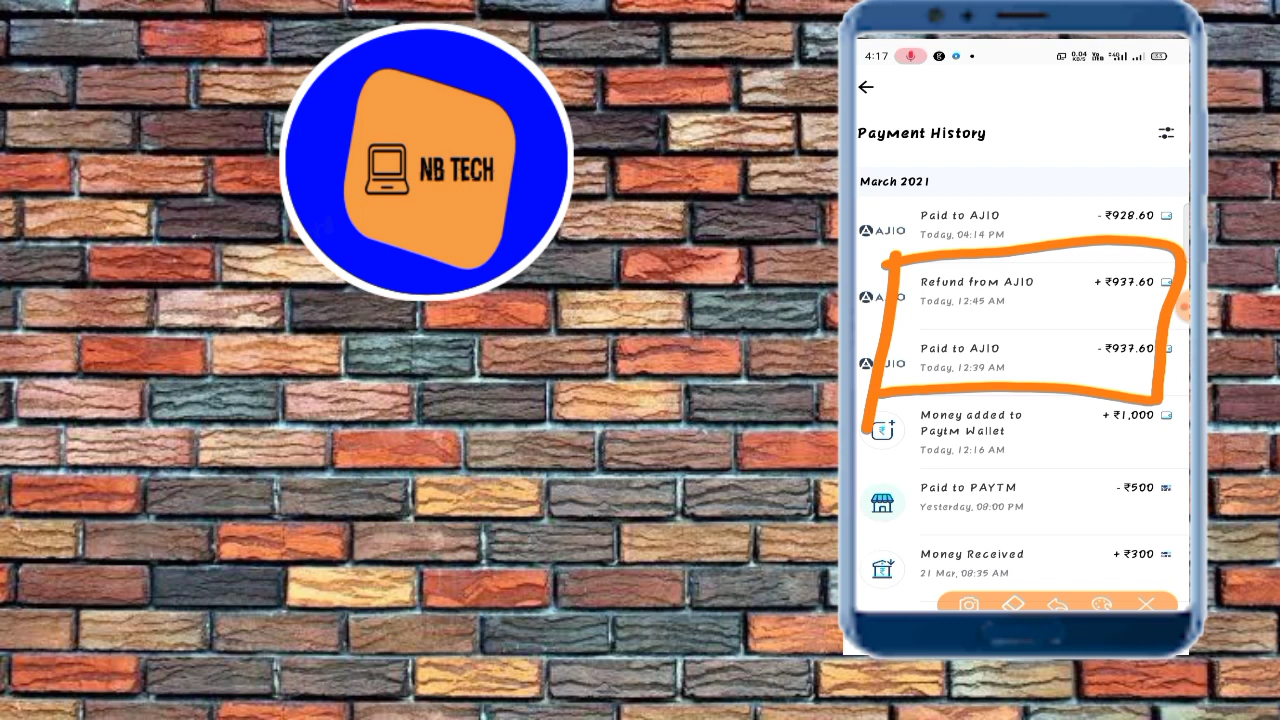 NB TECH
4:17
0.04
Payment History
March 2021
Paid to AJIO - ₹928.60
AJIO
Today, 04:14 PM
Refund from AJIO + ₹937.60
Today, 12:45 AM
Paid to AJIO - ₹937.60
Today, 12:39 AM
Money added to + ₹1,000
Paytm Wallet
Today, 12:16 AM
Paid to PAYTM - ₹500
Yesterday, 08:00 PM
Money Received + ₹300
21 Mar, 08:35 AM